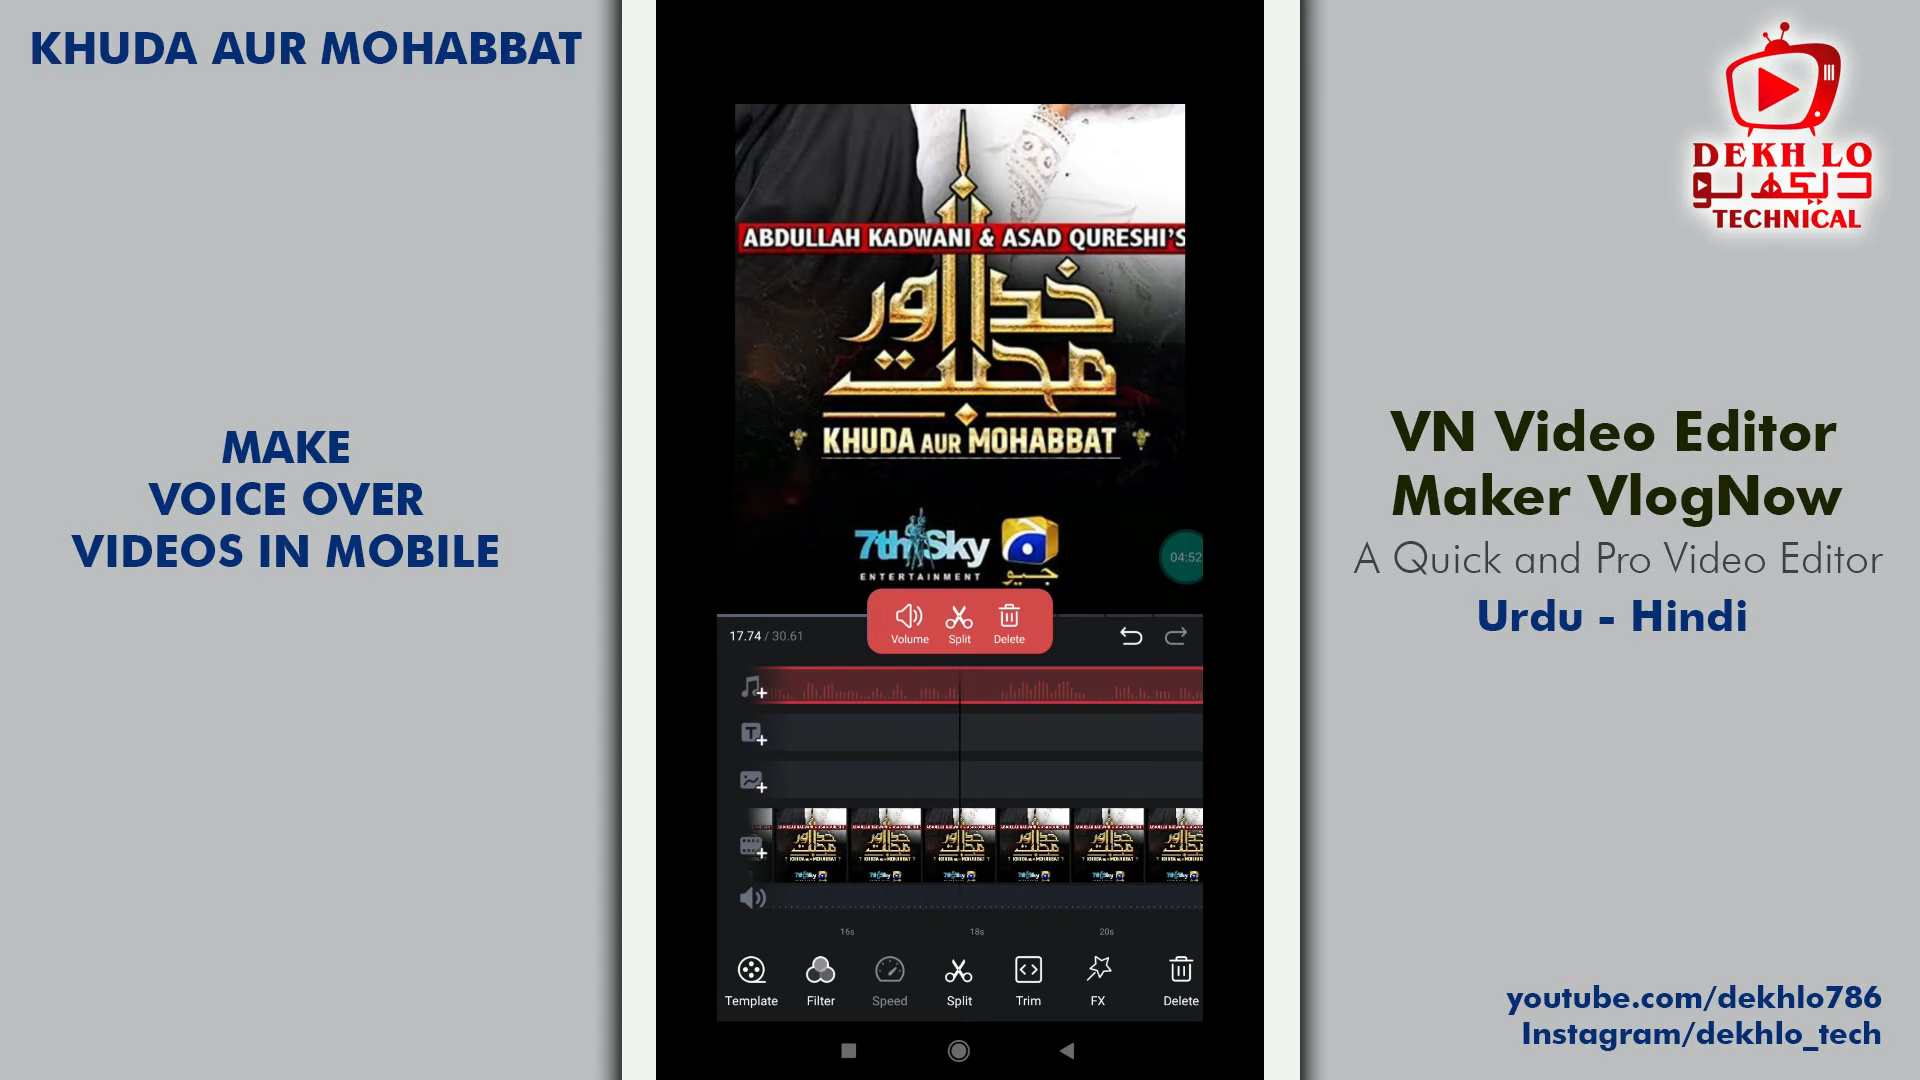 KHUDA AUR MOHABBAT
MAKE
VOICE OVER
VIDEOS IN MOBILE
ABDULLAH KADWANI & ASAD QURESHI'S
خدا اور
محبت
KHUDA AUR MOHABBAT
7th Sky
ENTERTAINMENT
جیو
04:52
Volume
Split
Delete
17.74 / 30.61
16s
18s
20s
Template
Filter
Speed
Split
Trim
FX
Delete
DEKH LO
دیکھ لو
TECHNICAL
VN Video Editor
Maker VlogNow
A Quick and Pro Video Editor
Urdu - Hindi
youtube.com/dekhlo786
Instagram/dekhlo_tech